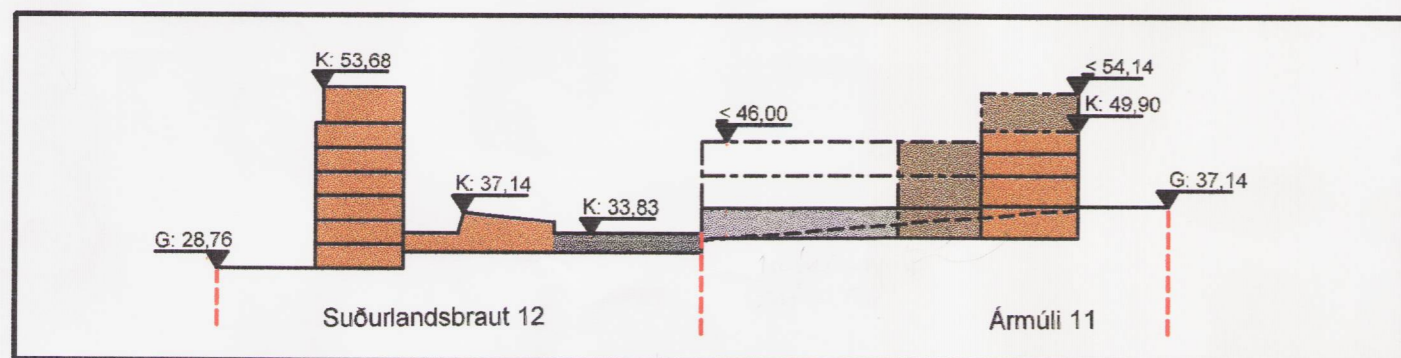 K: 53,68
< 54,14
K: 49,90
< 46,00
K: 37,14
K: 33,83
G: 37,14
G: 28,76
Suðurlandsbraut 12
Ármúli 11